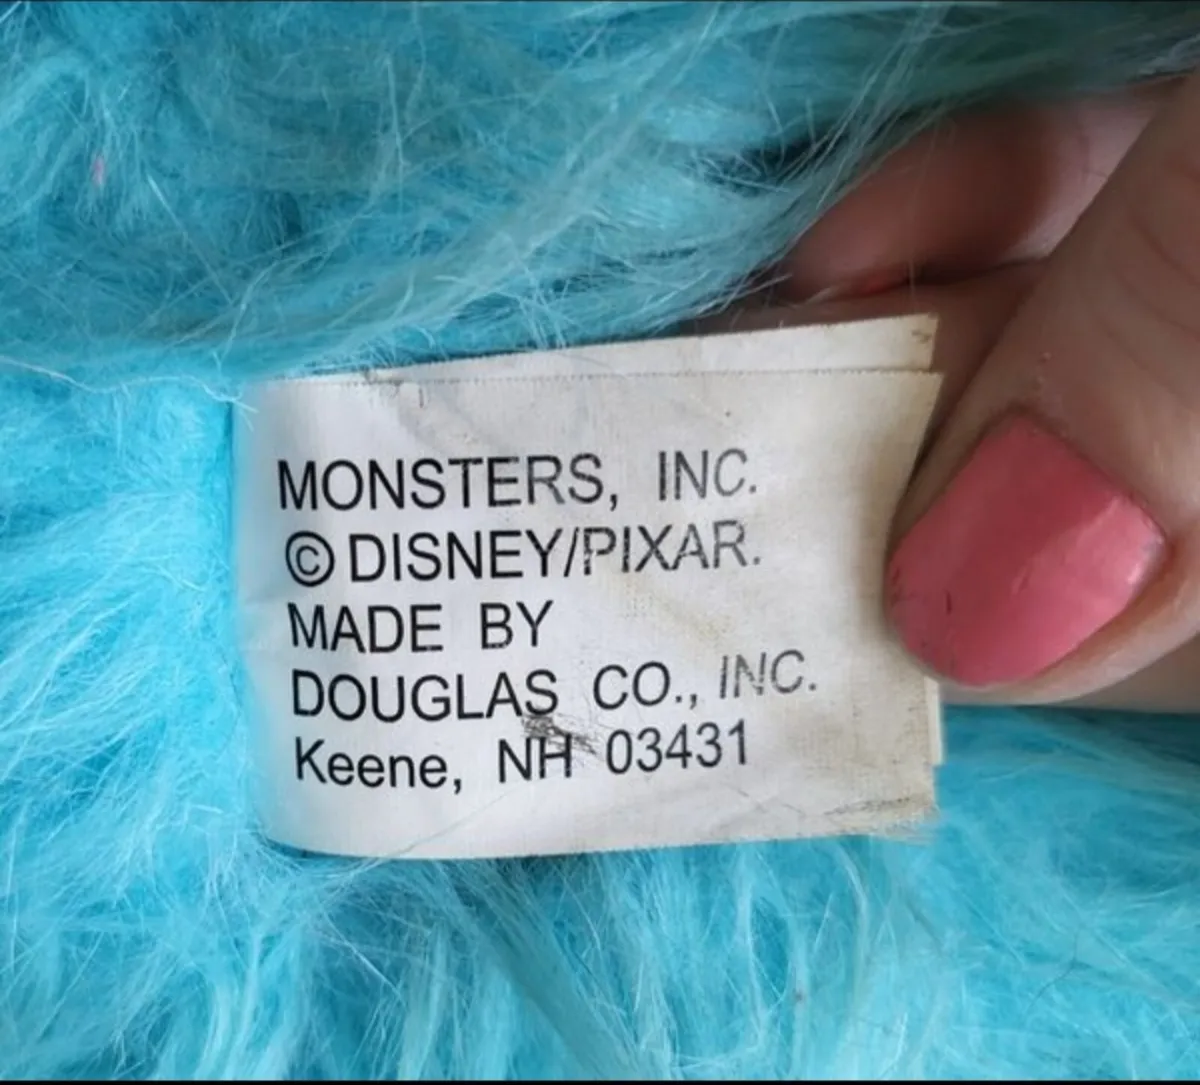 MONSTERS, INC.
© DISNEY/PIXAR.
MADE BY
DOUGLAS CO., INC.
Keene, NH 03431